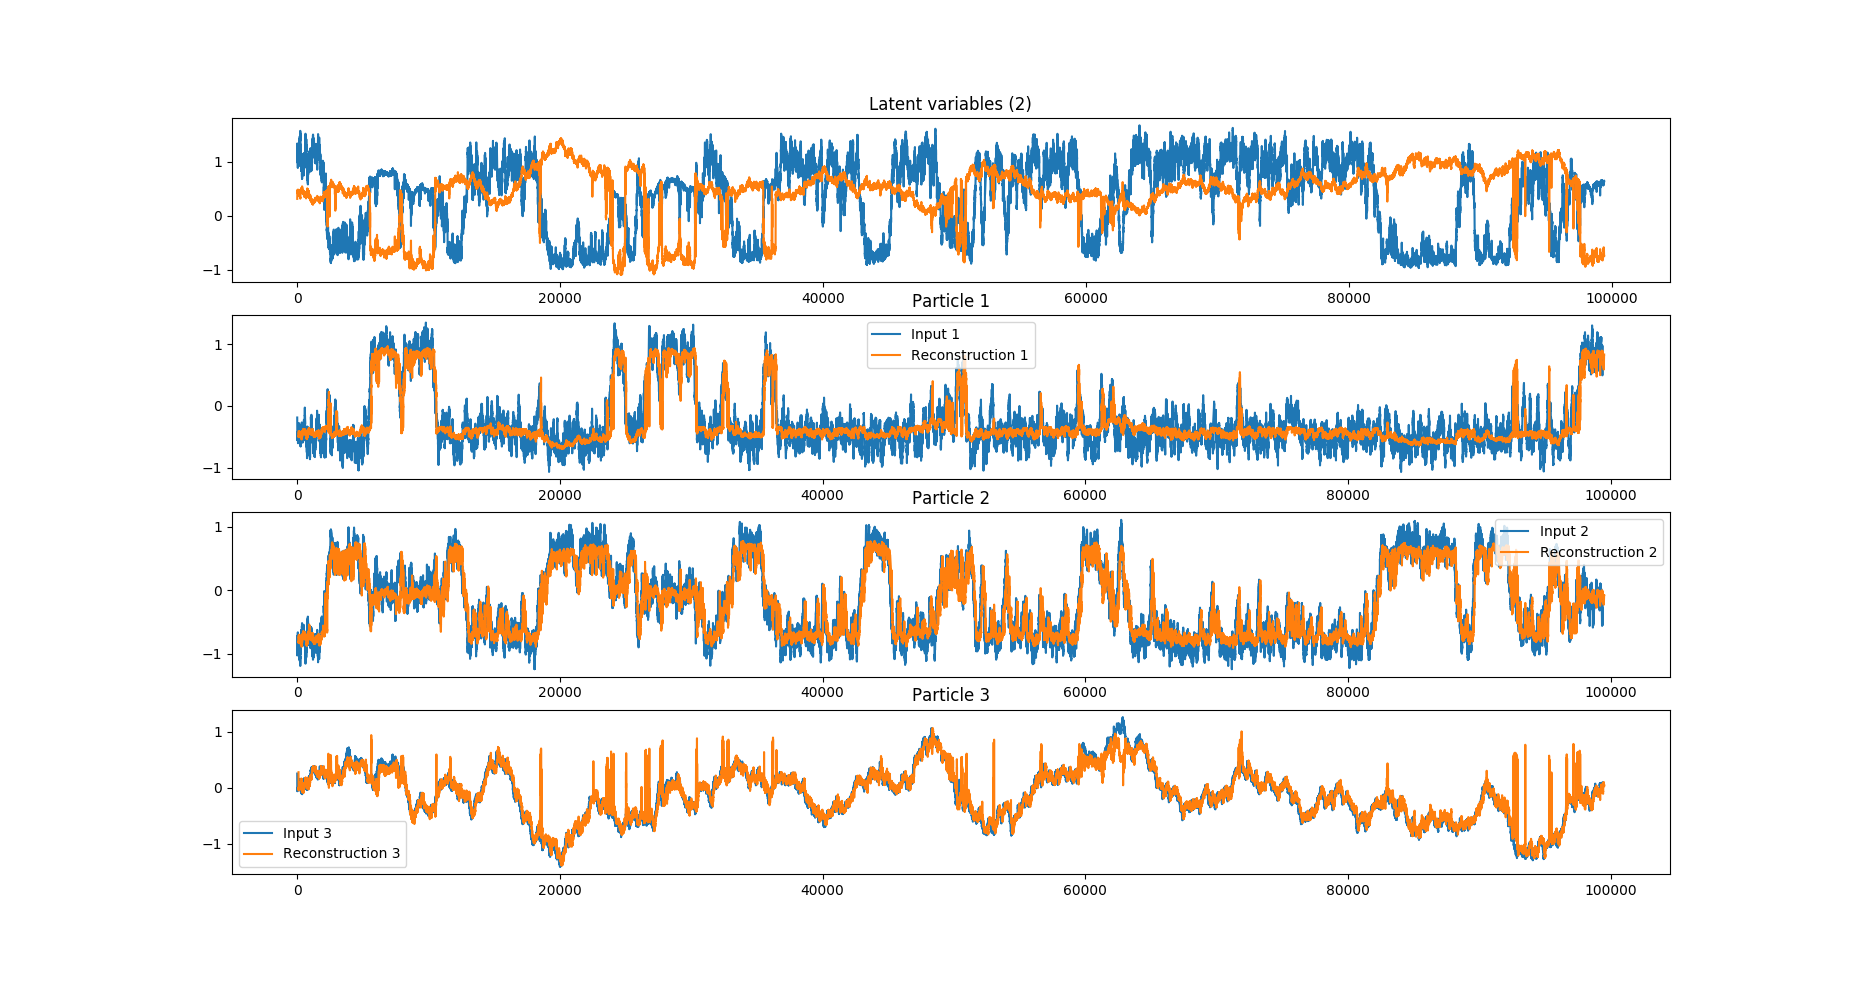 Latent variables (2)
1
0
−1
0 20000 40000 60000 80000 100000
Particle 1
1
0
−1
Input 1
Reconstruction 1
0 20000 40000 60000 80000 100000
Particle 2
1
0
−1
Input 2
Reconstruction 2
0 20000 40000 60000 80000 100000
Particle 3
1
0
−1
Input 3
Reconstruction 3
0 20000 40000 60000 80000 100000